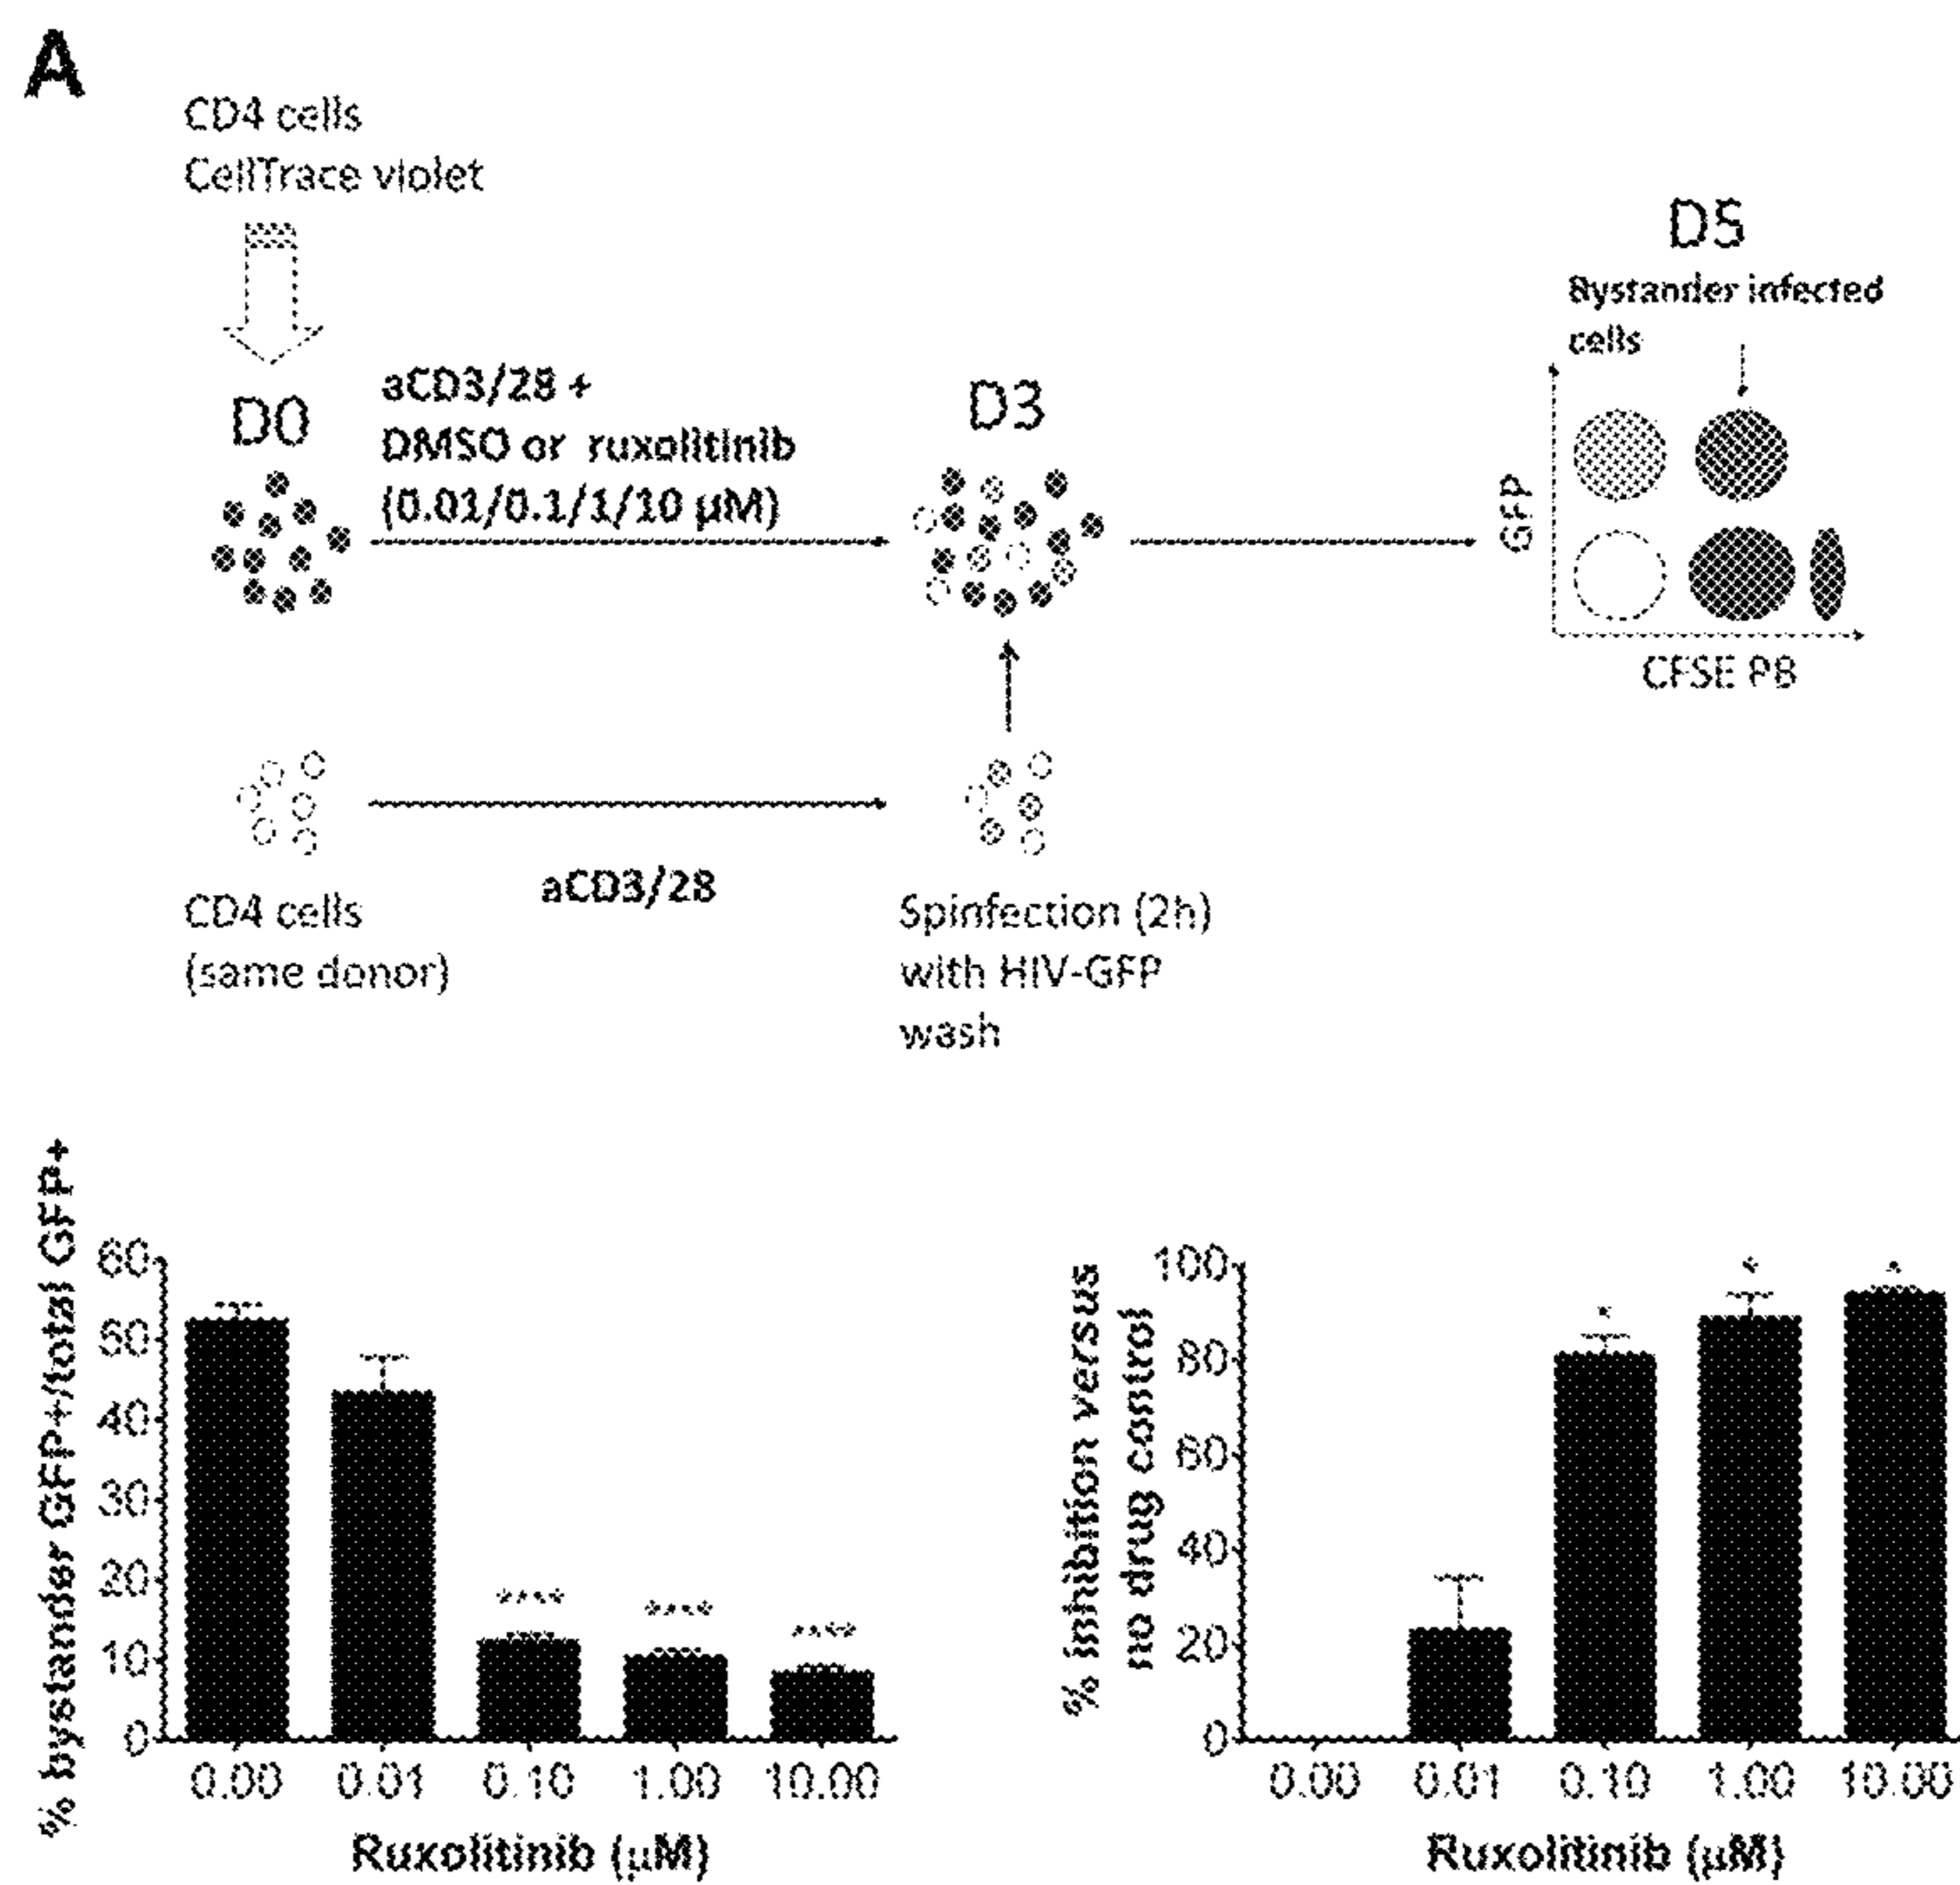 A
CD4 cells
CellTrace violet
D0
aCD3/28 +
DMSO or ruxolitinib
(0.01/0.1/1/10 µM)
D3
D5
Bystander infected
cells
GFP
CFSE PB
CD4 cells
(same donor)
aCD3/28
Spinfection (2h)
with HIV-GFP
wash
% bystander GFP+/total GFP+
60
50
40
30
20
10
0
****
****
****
0.00 0.01 0.10 1.00 10.00
Ruxolitinib (µM)
% inhibition versus
no drug control
100
80
60
40
20
0
*
*
*
0.00 0.01 0.10 1.00 10.00
Ruxolitinib (µM)